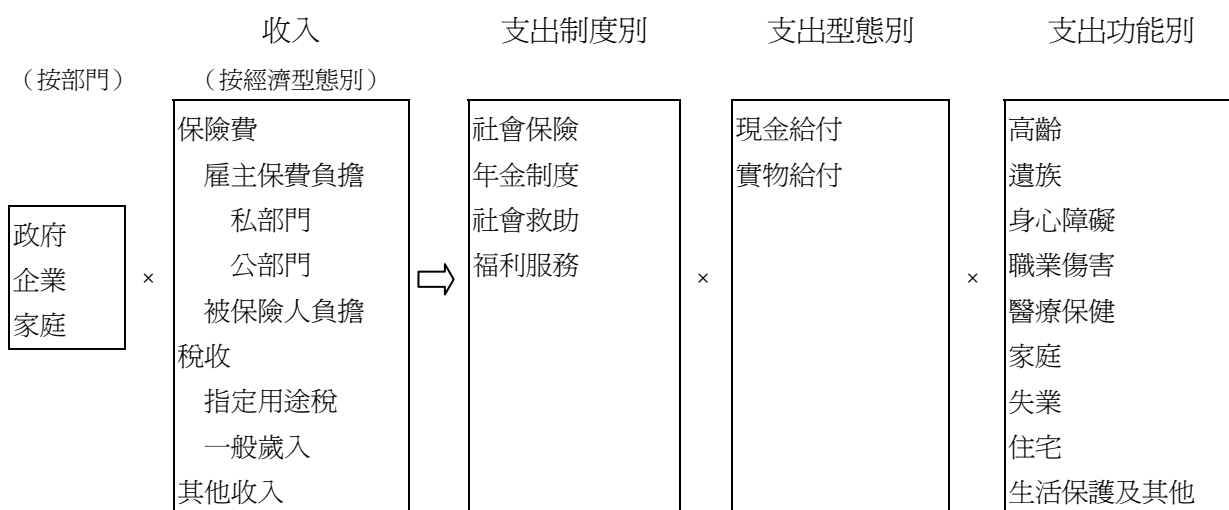 收入
支出制度別
支出型態別
支出功能別
（按部門）
（按經濟型態別）
政府
企業
家庭
×
保險費
雇主保費負擔
私部門
公部門
被保險人負擔
稅收
指定用途稅
一般歲入
其他收入
社會保險
年金制度
社會救助
福利服務
×
現金給付
實物給付
×
高齡
遺族
身心障礙
職業傷害
醫療保健
家庭
失業
住宅
生活保護及其他